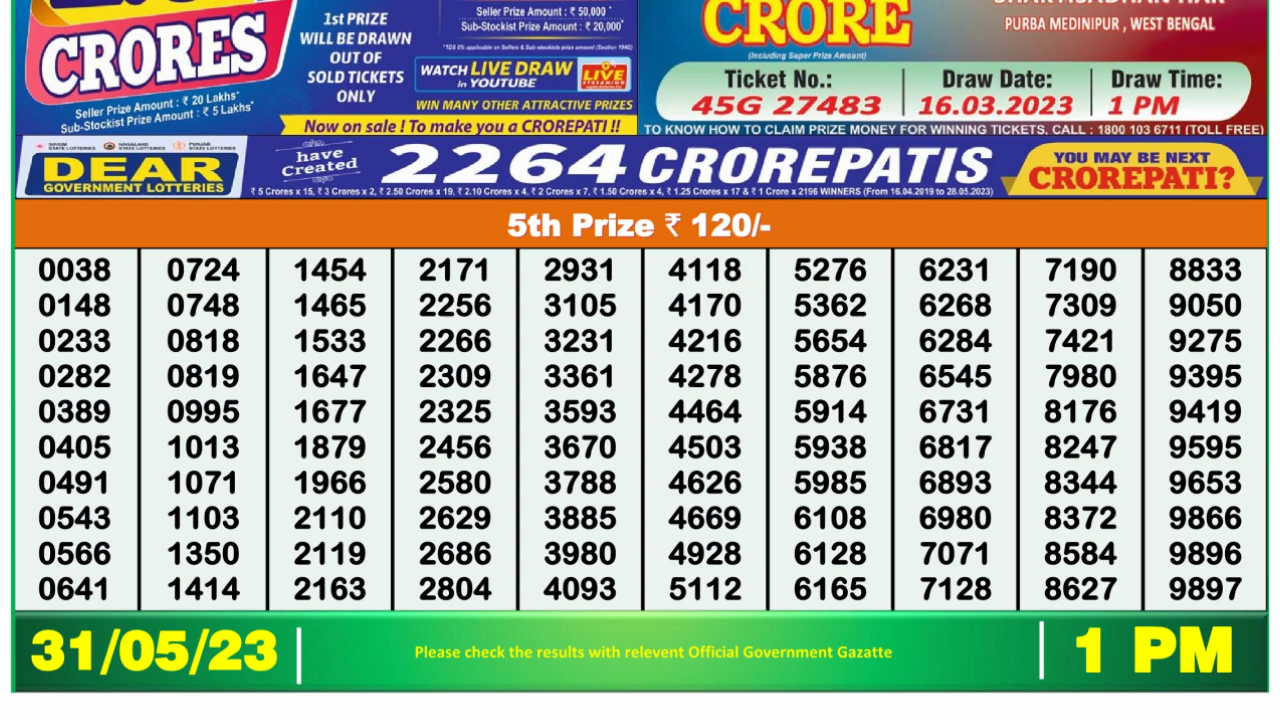 CRORES
Seller Prize Amount : ₹ 20 Lakhs*
Sub-Stockist Prize Amount : ₹ 5 Lakhs*
1st PRIZE
WILL BE DRAWN
OUT OF
SOLD TICKETS
ONLY
Seller Prize Amount : ₹ 50,000 *
Sub-Stockist Prize Amount : ₹ 20,000*
WATCH LIVE DRAW
in YOUTUBE
LIVE
STREAMING
WIN MANY OTHER ATTRACTIVE PRIZES
Now on sale ! To make you a CROREPATI !!
CRORE
(Including Super Prize Amount)
PURBA MEDINIPUR , WEST BENGAL
Ticket No.: Draw Date: Draw Time:
45G 27483 16.03.2023 1 PM
TO KNOW HOW TO CLAIM PRIZE MONEY FOR WINNING TICKETS, CALL : 1800 103 6711 (TOLL FREE)
DEAR
GOVERNMENT LOTTERIES
have
Created
2264 CROREPATIS
₹ 5 Crores x 15, ₹ 3 Crores x 2, ₹ 2.50 Crores x 19, ₹ 2.10 Crores x 4, ₹ 2 Crores x 7, ₹ 1.50 Crores x 4, ₹ 1.25 Crores x 17 & ₹ 1 Crore x 2196 WINNERS (From 16.04.2019 to 28.05.2023)
YOU MAY BE NEXT
CROREPATI?
5th Prize ₹ 120/-
0038 0724 1454 2171 2931 4118 5276 6231 7190 8833
0148 0748 1465 2256 3105 4170 5362 6268 7309 9050
0233 0818 1533 2266 3231 4216 5654 6284 7421 9275
0282 0819 1647 2309 3361 4278 5876 6545 7980 9395
0389 0995 1677 2325 3593 4464 5914 6731 8176 9419
0405 1013 1879 2456 3670 4503 5938 6817 8247 9595
0491 1071 1966 2580 3788 4626 5985 6893 8344 9653
0543 1103 2110 2629 3885 4669 6108 6980 8372 9866
0566 1350 2119 2686 3980 4928 6128 7071 8584 9896
0641 1414 2163 2804 4093 5112 6165 7128 8627 9897
31/05/23
Please check the results with relevent Official Government Gazatte
1 PM